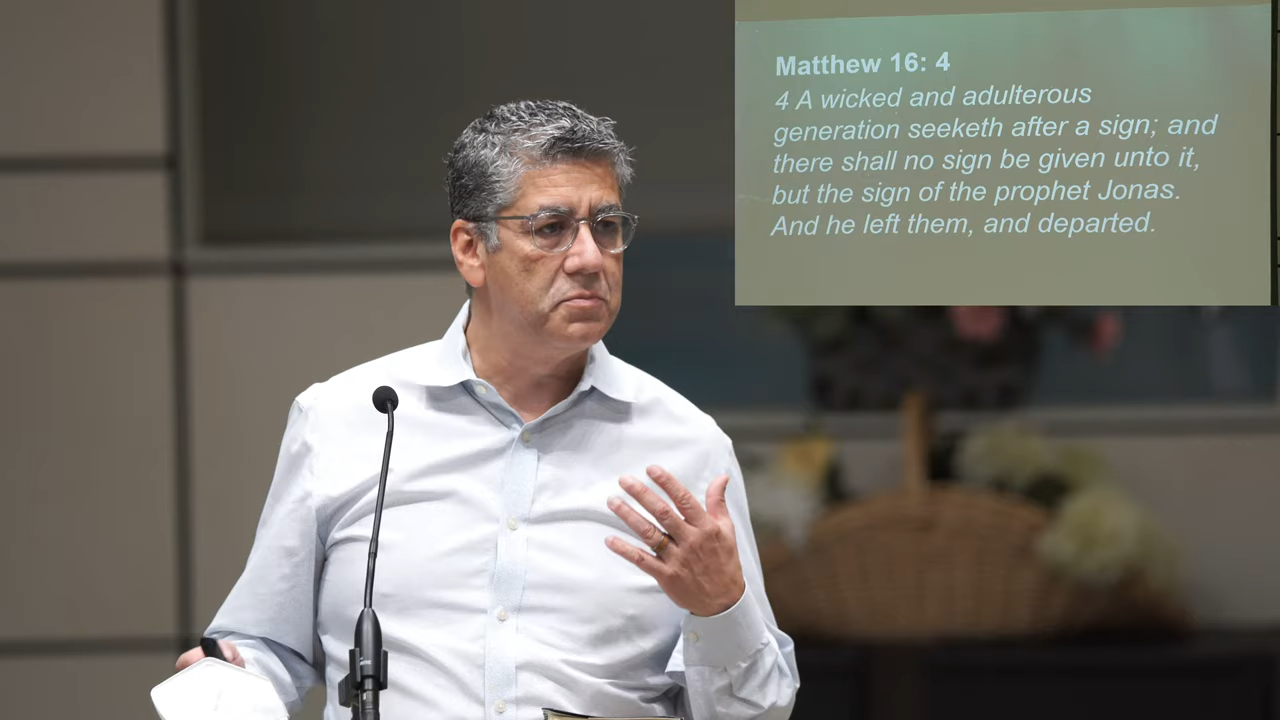 Matthew 16: 4
4 A wicked and adulterous
generation seeketh after a sign; and
there shall no sign be given unto it,
but the sign of the prophet Jonas.
And he left them, and departed.